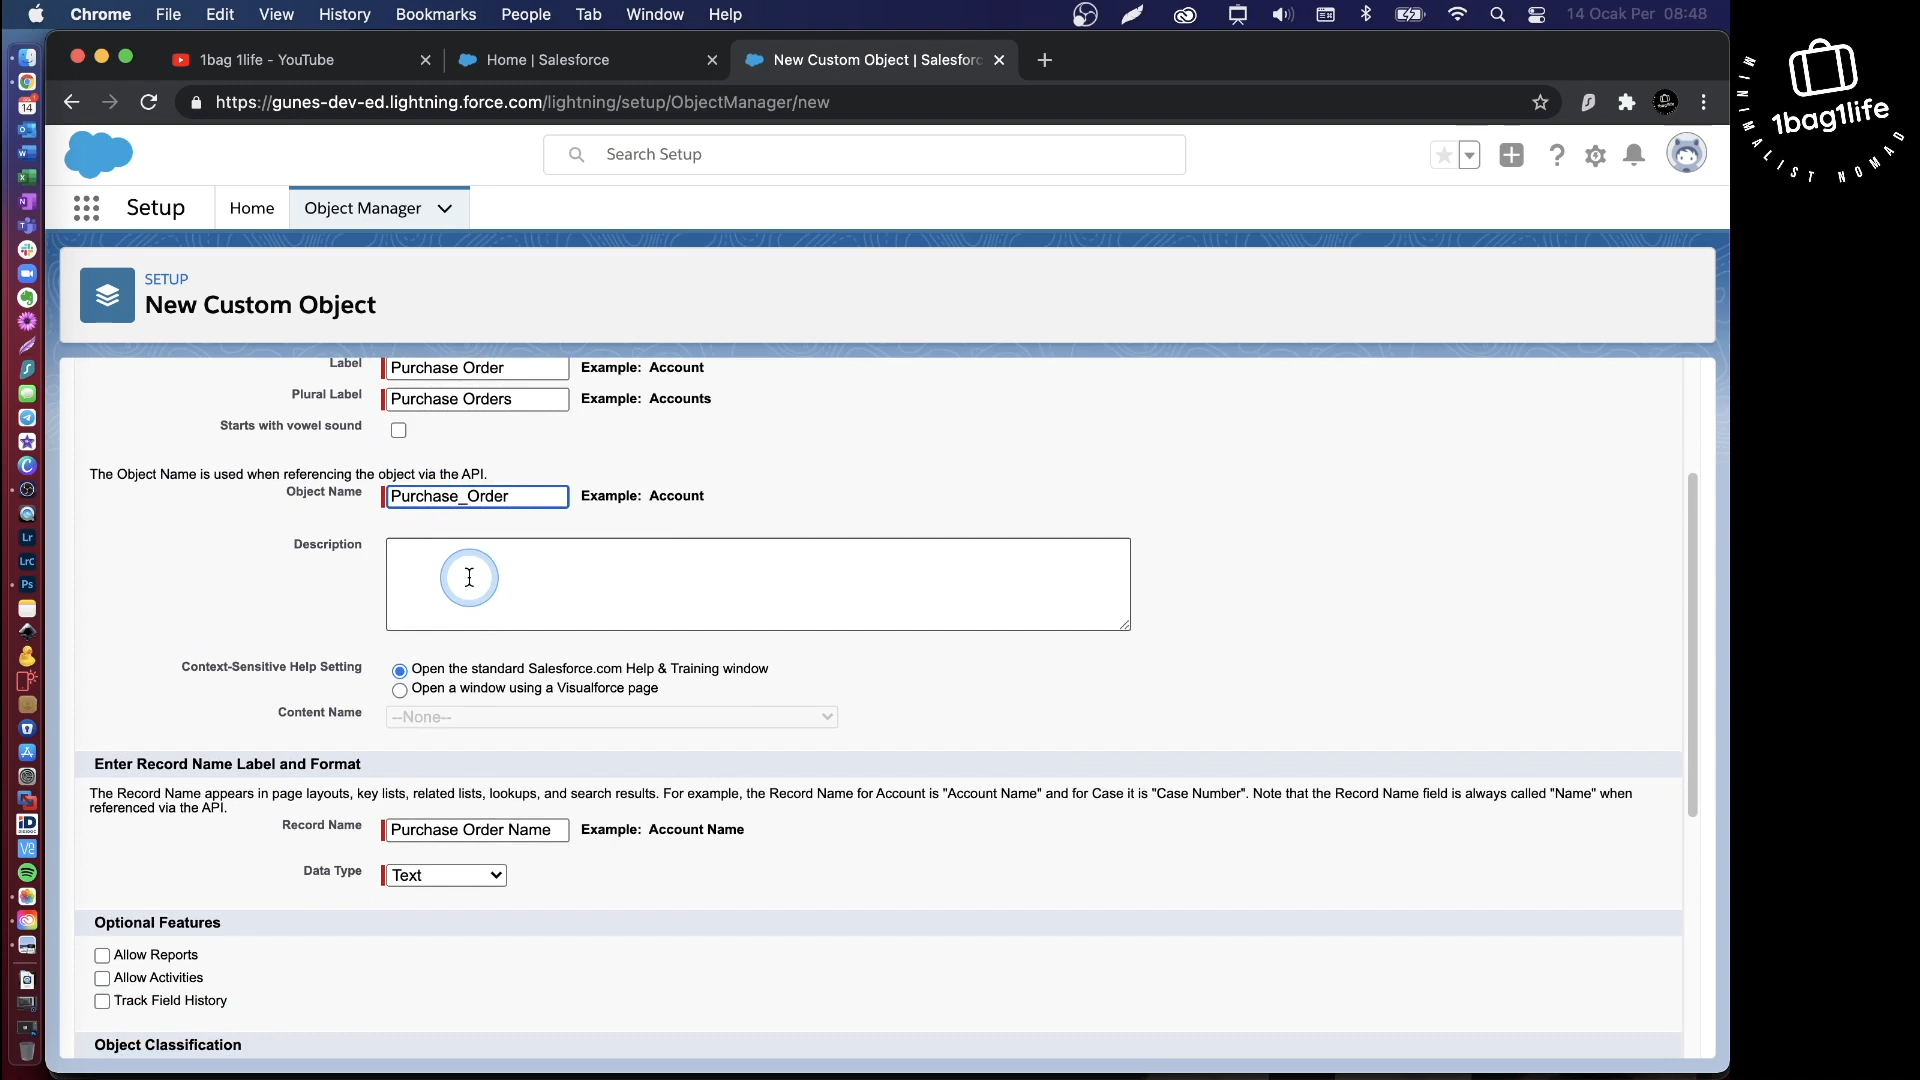 Chrome File Edit View History Bookmarks People Tab Window Help 14 Ocak Per 08:48
1bag 1life - YouTube Home | Salesforce New Custom Object | Salesforc
https://gunes-dev-ed.lightning.force.com/lightning/setup/ObjectManager/new
1bag1life
MINIMALIST NOMAD
Search Setup
Setup Home Object Manager
SETUP
New Custom Object
Label Purchase Order Example: Account
Plural Label Purchase Orders Example: Accounts
Starts with vowel sound
The Object Name is used when referencing the object via the API.
Object Name Purchase_Order Example: Account
Description
Context-Sensitive Help Setting Open the standard Salesforce.com Help & Training window
Open a window using a Visualforce page
Content Name --None--
Enter Record Name Label and Format
The Record Name appears in page layouts, key lists, related lists, lookups, and search results. For example, the Record Name for Account is "Account Name" and for Case it is "Case Number". Note that the Record Name field is always called "Name" when
referenced via the API.
Record Name Purchase Order Name Example: Account Name
Data Type Text
Optional Features
Allow Reports
Allow Activities
Track Field History
Object Classification